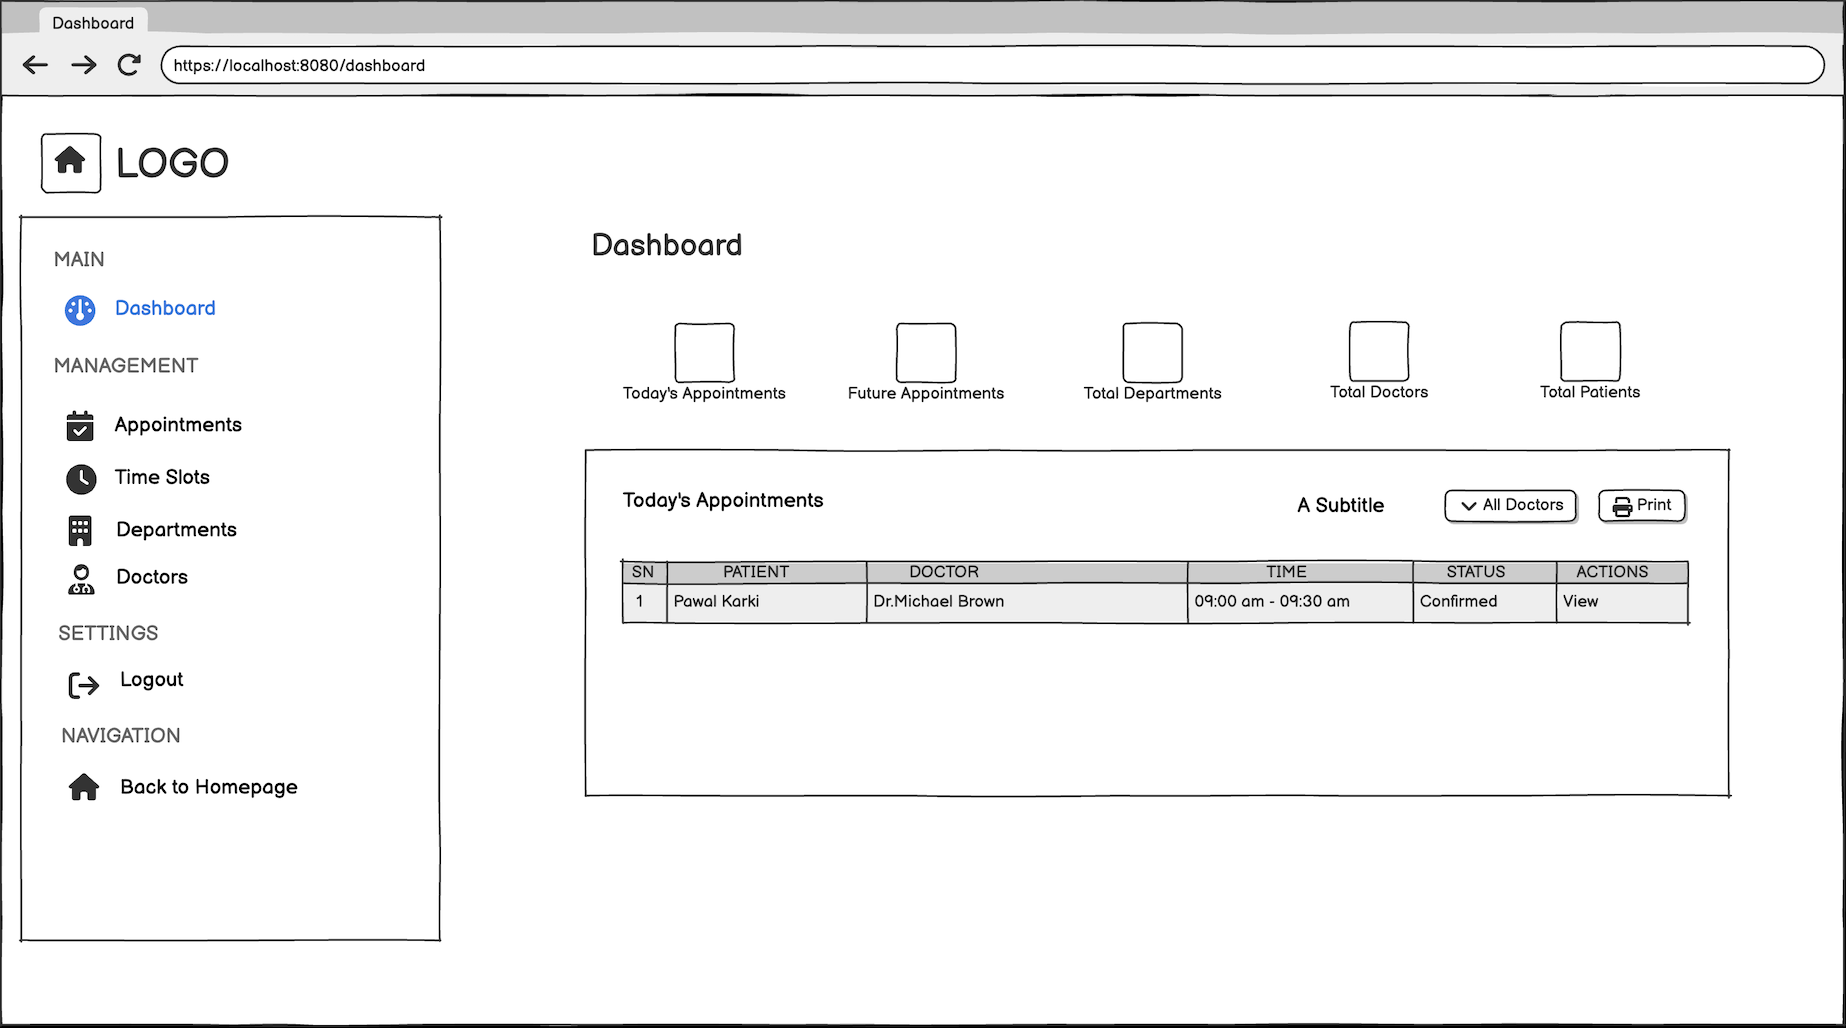 Dashboard
https://localhost:8080/dashboard
LOGO
MAIN
Dashboard
MANAGEMENT
Appointments
Time Slots
Departments
Doctors
SETTINGS
Logout
NAVIGATION
Back to Homepage
Dashboard
Today's Appointments Future Appointments Total Departments Total Doctors Total Patients
Today's Appointments A Subtitle All Doctors Print
SN PATIENT DOCTOR TIME STATUS ACTIONS
1 Pawal Karki Dr.Michael Brown 09:00 am - 09:30 am Confirmed View